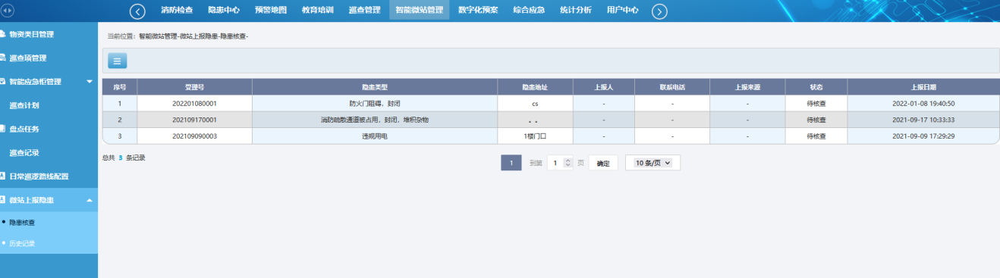 消防检查 隐患中心 预警地图 教育培训 巡查管理 智能微站管理 数字化预案 综合应急 统计分析 用户中心
物资类目管理
巡查项管理
智能应急柜管理
巡查计划
盘点任务
巡查记录
日常巡逻路线配置
微站上报隐患
隐患核查
历史记录
当前位置：智能微站管理-微站上报隐患-隐患核查-
序号 受理号 隐患类型 隐患地址 上报人 联系电话 上报来源 状态 上报日期
1 202201080001 防火门阻碍，封闭 cs - - - 待核查 2022-01-08 19:40:50
2 202109170001 消防疏散通道被占用，封闭，堆积杂物 。。 - - - 待核查 2021-09-17 10:33:33
3 202109090003 违规用电 1楼门口 - - - 待核查 2021-09-09 17:29:29
总共 3 条记录
1 到第 1 页 确定 10 条/页